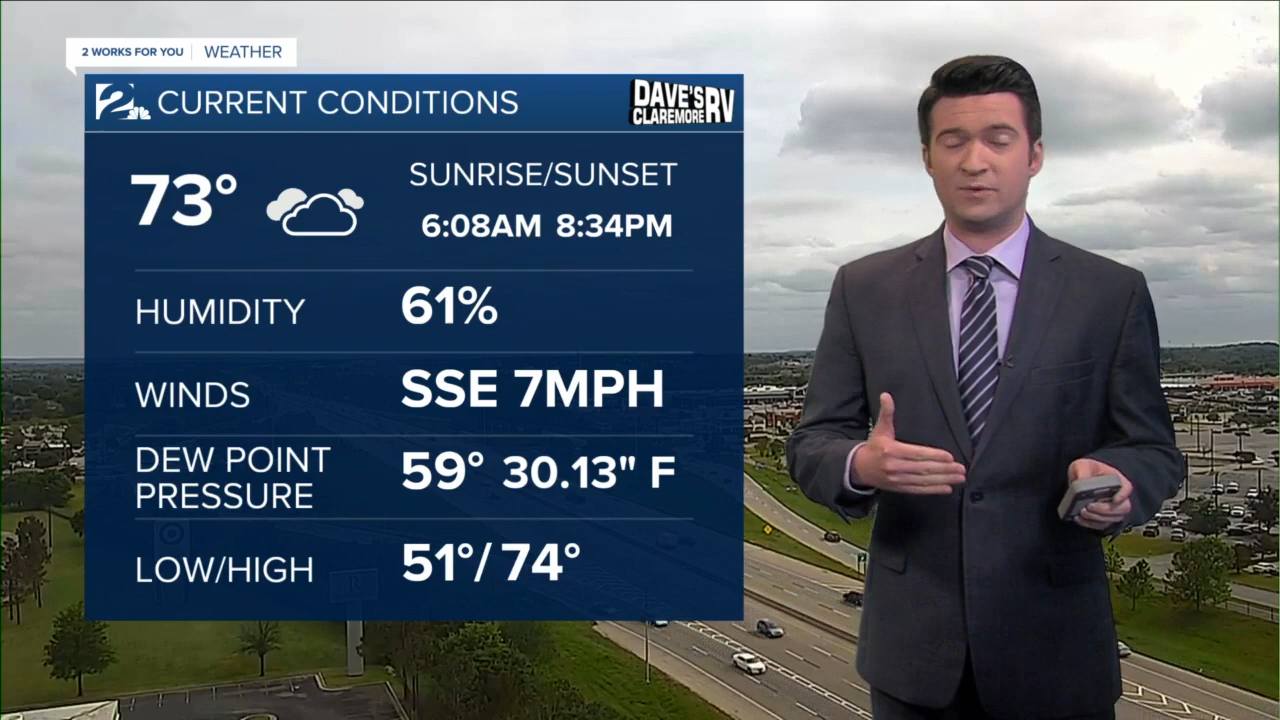 2 WORKS FOR YOU WEATHER
2 CURRENT CONDITIONS DAVE'S CLAREMORE RV
73° SUNRISE/SUNSET
6:08AM 8:34PM
HUMIDITY 61%
WINDS SSE 7MPH
DEW POINT
PRESSURE 59° 30.13" F
LOW/HIGH 51°/74°